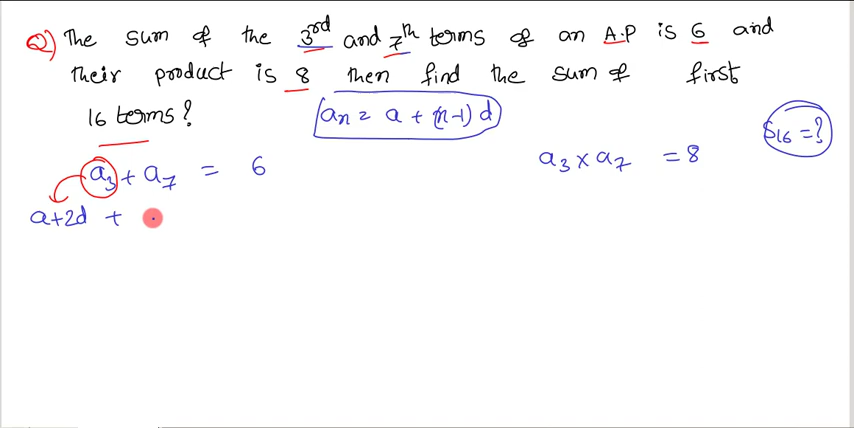 Q) The sum of the 3rd and 7th terms of an A.P is 6 and
their product is 8 then find the sum of first
16 terms?
an = a + (n-1) d
S16 = ?
a3 + a7 = 6
a3 x a7 = 8
a+2d +